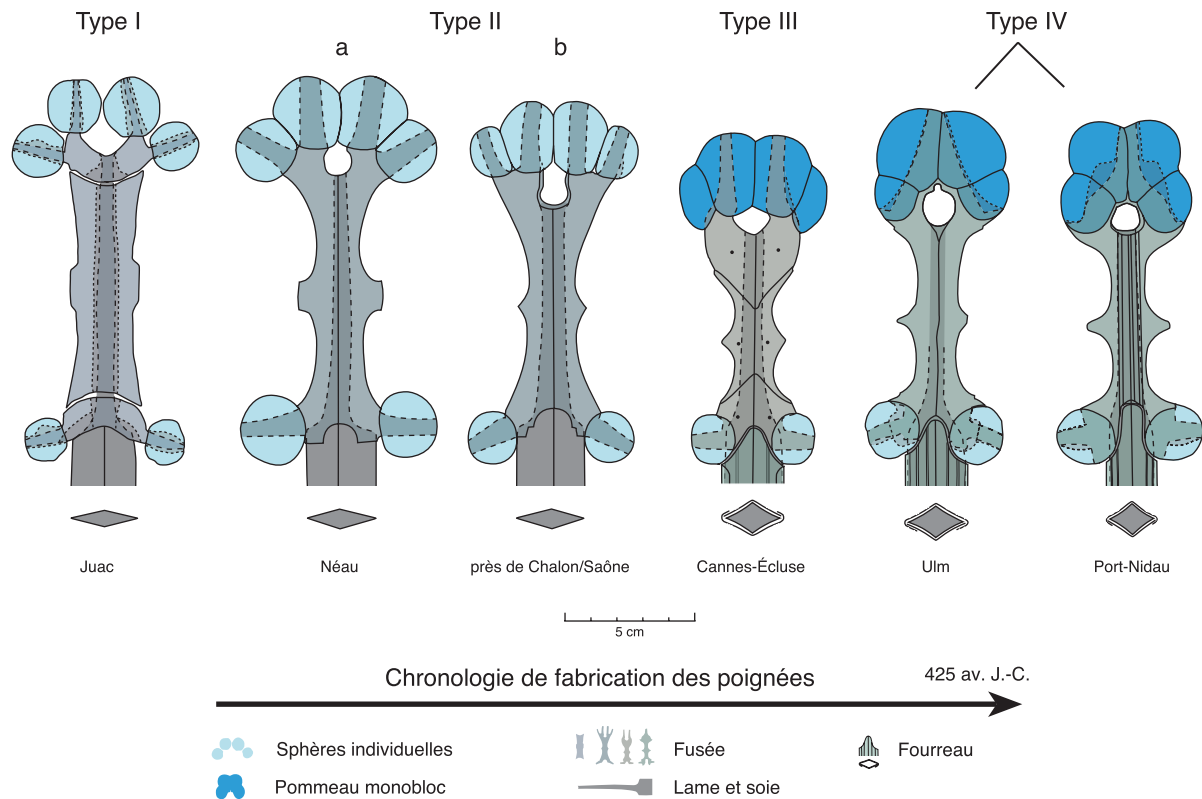 Type I
Type II
Type III
Type IV
a
b
Juac
Néau
près de Chalon/Saône
Cannes-Écluse
Ulm
Port-Nidau
5 cm
Chronologie de fabrication des poignées
425 av. J.-C.
Sphères individuelles
Fusée
Fourreau
Pommeau monobloc
Lame et soie